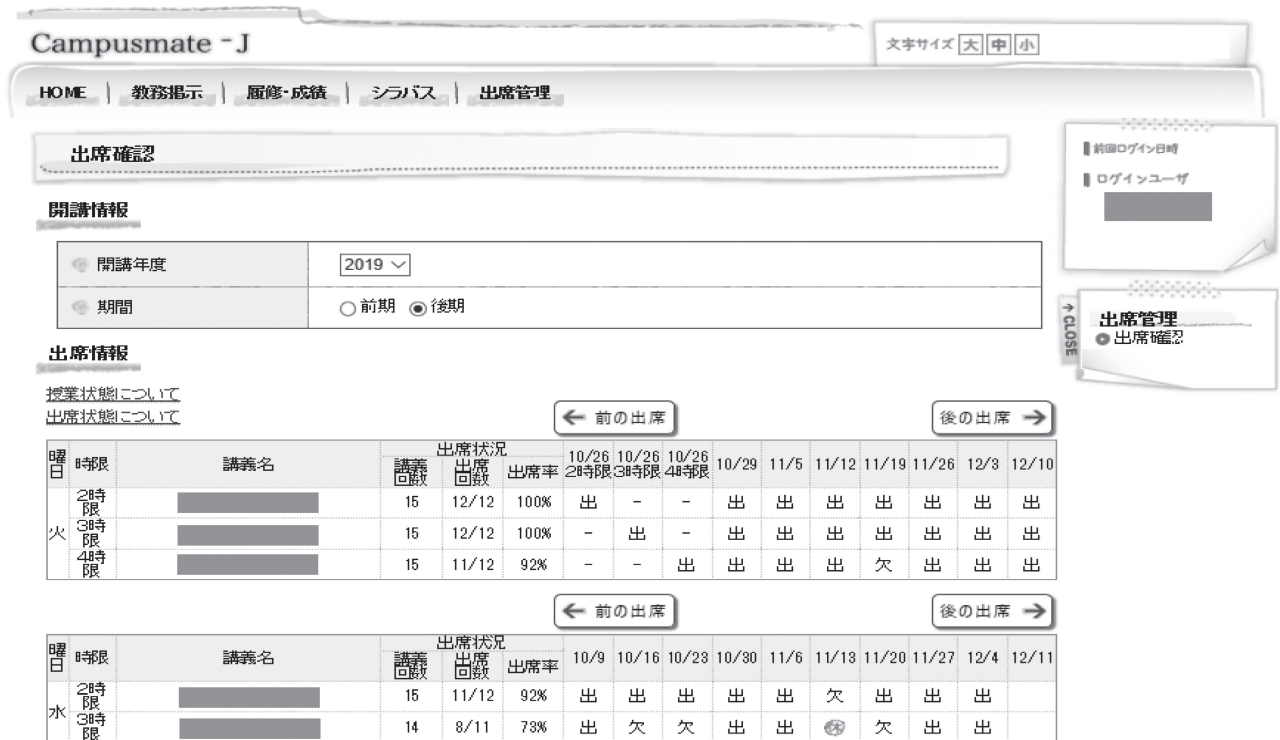 Campusmate-J
文字サイズ 大 中 小
HOME 教務掲示 履修・成績 シラバス 出席管理
出席確認
前回ログイン日時
ログインユーザ
開講情報
開講年度 2019
期間 前期 後期
→CLOSE
出席管理
出席確認
出席情報
授業状態について
出席状態について
← 前の出席 後の出席 →
曜日 時限 講義名 出席状況 講義回数 出席回数 出席率 10/26 2時限 10/26 3時限 10/26 4時限 10/29 11/5 11/12 11/19 11/26 12/3 12/10
火 2時限 15 12/12 100% 出 - - 出 出 出 出 出 出 出
3時限 15 12/12 100% - 出 - 出 出 出 出 出 出 出
4時限 15 11/12 92% - - 出 出 出 出 欠 出 出 出
← 前の出席 後の出席 →
曜日 時限 講義名 出席状況 講義回数 出席回数 出席率 10/9 10/16 10/23 10/30 11/6 11/13 11/20 11/27 12/4 12/11
水 2時限 15 11/12 92% 出 出 出 出 出 欠 出 出 出
3時限 14 8/11 73% 出 欠 欠 出 出 休 欠 出 出